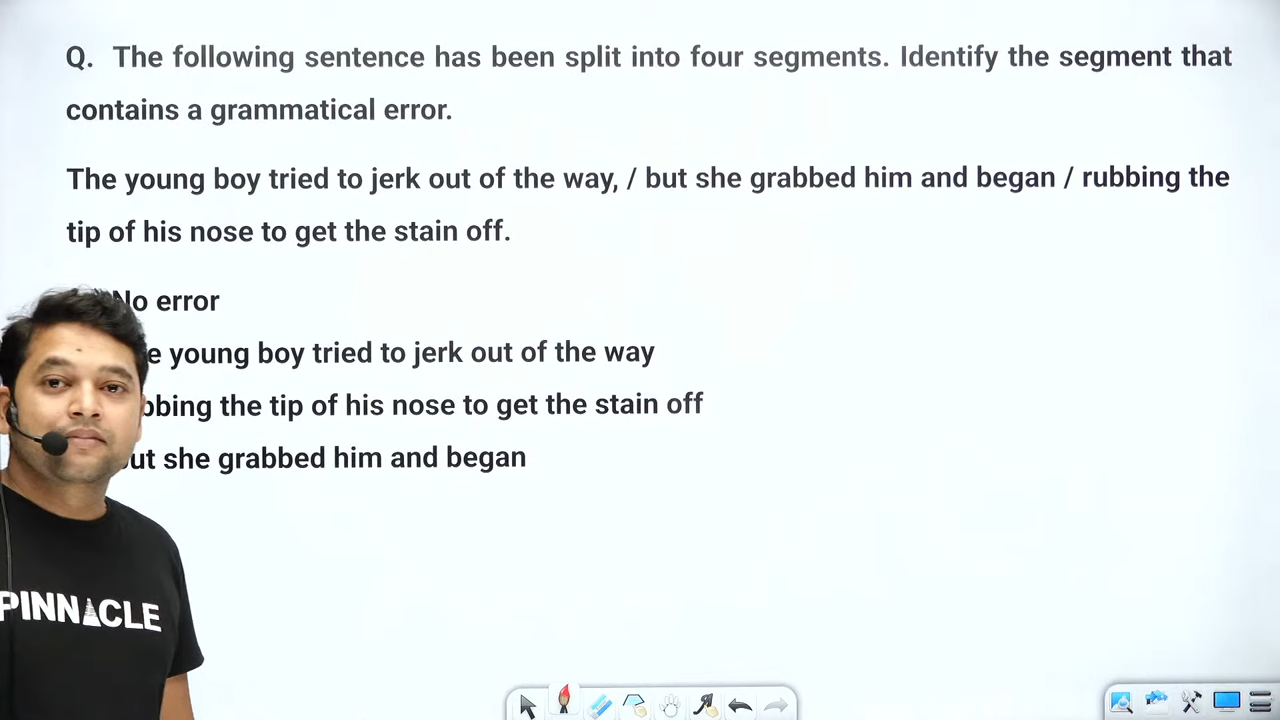 Q. The following sentence has been split into four segments. Identify the segment that
contains a grammatical error.
The young boy tried to jerk out of the way, / but she grabbed him and began / rubbing the
tip of his nose to get the stain off.
No error
young boy tried to jerk out of the way
the tip of his nose to get the stain off
she grabbed him and began
PINNACLE